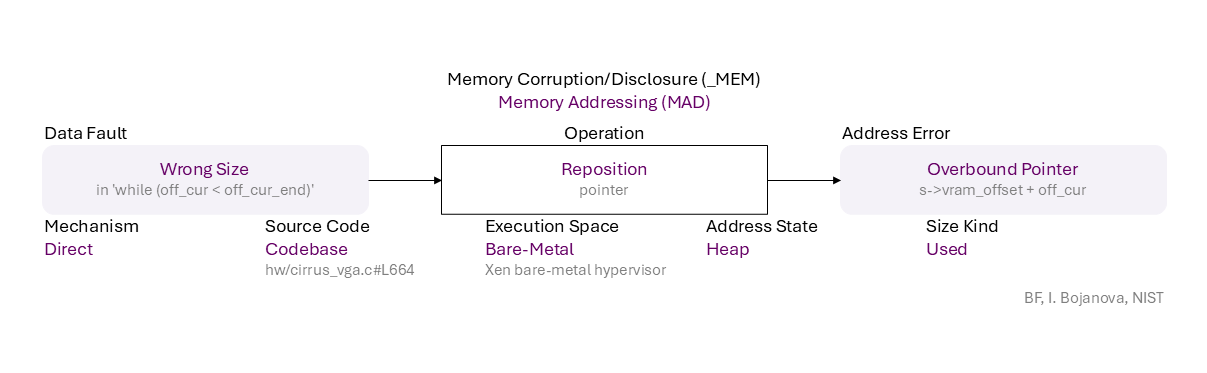 Memory Corruption/Disclosure (_MEM)
Memory Addressing (MAD)
Data Fault
Operation
Address Error
Wrong Size
in 'while (off_cur < off_cur_end)'
Reposition
pointer
Overbound Pointer
s->vram_offset + off_cur
Mechanism
Direct
Source Code
Codebase
hw/cirrus_vga.c#L664
Execution Space
Bare-Metal
Xen bare-metal hypervisor
Address State
Heap
Size Kind
Used
BF, I. Bojanova, NIST